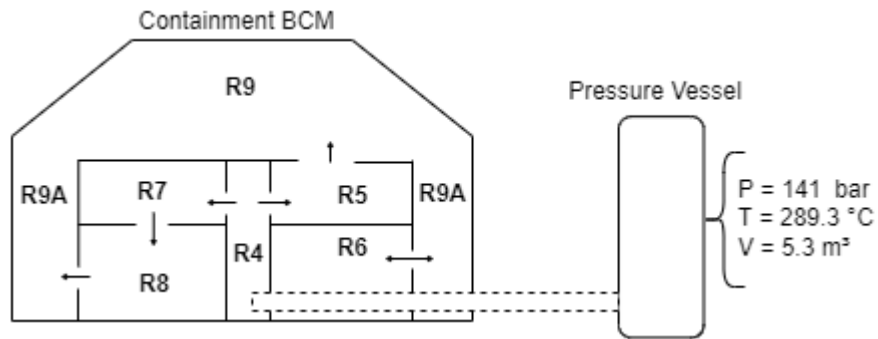 Containment BCM
R9
Pressure Vessel
R9A
R7
R5
R9A
P = 141 bar
T = 289.3 °C
V = 5.3 m³
R4
R6
R8